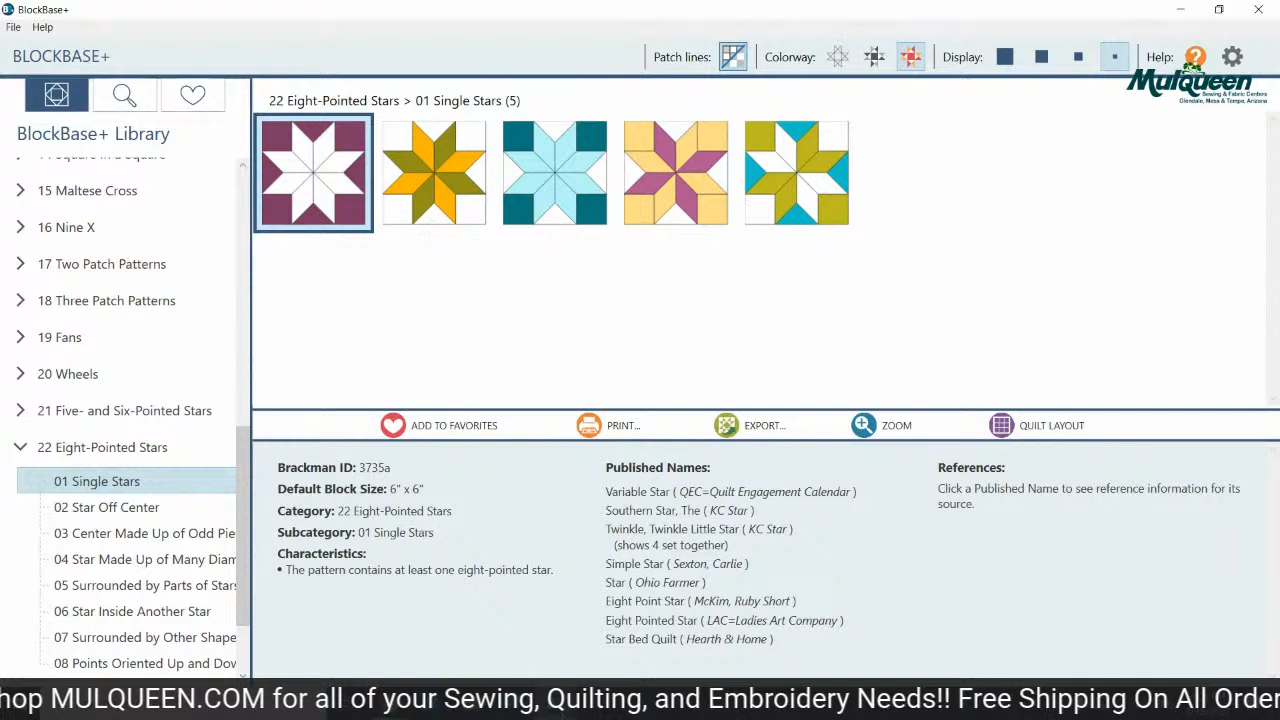 BlockBase+
File Help
BLOCKBASE+
Patch lines:
Colorway:
Display:
Help:
MulQueen
Sewing & Fabric Centers
Glendale, Mesa & Tempe, Arizona
BlockBase+ Library
15 Maltese Cross
16 Nine X
17 Two Patch Patterns
18 Three Patch Patterns
19 Fans
20 Wheels
21 Five- and Six-Pointed Stars
22 Eight-Pointed Stars
01 Single Stars
02 Star Off Center
03 Center Made Up of Odd Pie
04 Star Made Up of Many Diam
05 Surrounded by Parts of Stars
06 Star Inside Another Star
07 Surrounded by Other Shape
08 Points Oriented Up and Dow
22 Eight-Pointed Stars > 01 Single Stars (5)
ADD TO FAVORITES
PRINT...
EXPORT...
ZOOM
QUILT LAYOUT
Brackman ID: 3735a
Default Block Size: 6" x 6"
Category: 22 Eight-Pointed Stars
Subcategory: 01 Single Stars
Characteristics:
• The pattern contains at least one eight-pointed star.
Published Names:
Variable Star ( QEC=Quilt Engagement Calendar )
Southern Star, The ( KC Star )
Twinkle, Twinkle Little Star ( KC Star )
(shows 4 set together)
Simple Star ( Sexton, Carlie )
Star ( Ohio Farmer )
Eight Point Star ( McKim, Ruby Short )
Eight Pointed Star ( LAC=Ladies Art Company )
Star Bed Quilt ( Hearth & Home )
References:
Click a Published Name to see reference information for its
source.
hop MULQUEEN.COM for all of your Sewing, Quilting, and Embroidery Needs!! Free Shipping On All Order